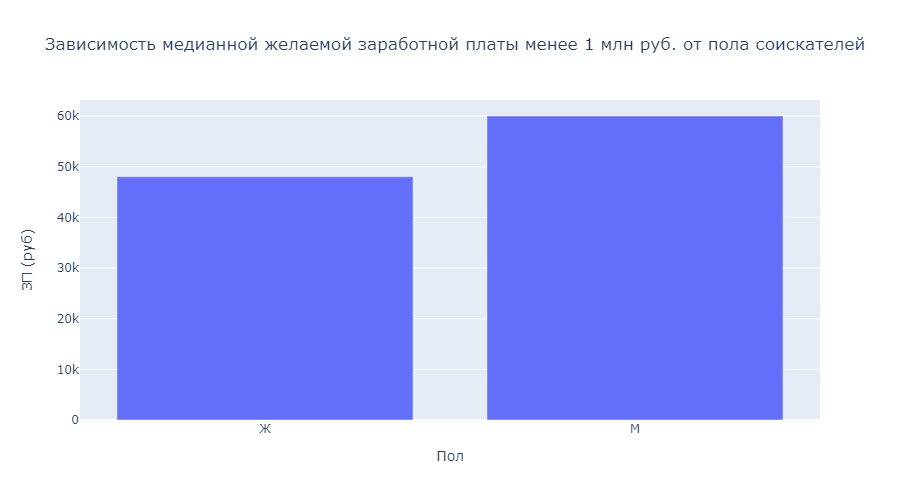 Зависимость медианной желаемой заработной платы менее 1 млн руб. от пола соискателей
60k
50k
40k
30k
20k
10k
0
ЗП (руб)
Ж
М
Пол